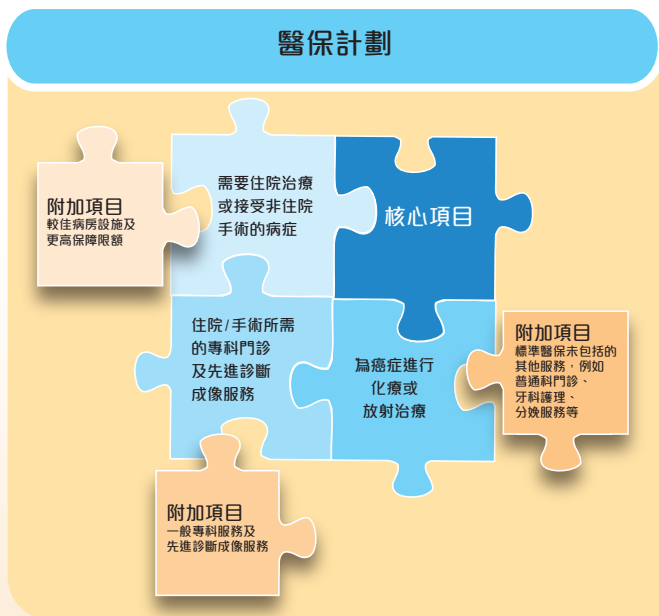 醫保計劃
需要住院治療
或接受非住院
手術的病症
核心項目
附加項目
較佳病房設施及
更高保障限額
住院/手術所需
的專科門診
及先進診斷
成像服務
為癌症進行
化療或
放射治療
附加項目
標準醫保未包括的
其他服務，例如
普通科門診、
牙科護理、
分娩服務等
附加項目
一般專科服務及
先進診斷成像服務